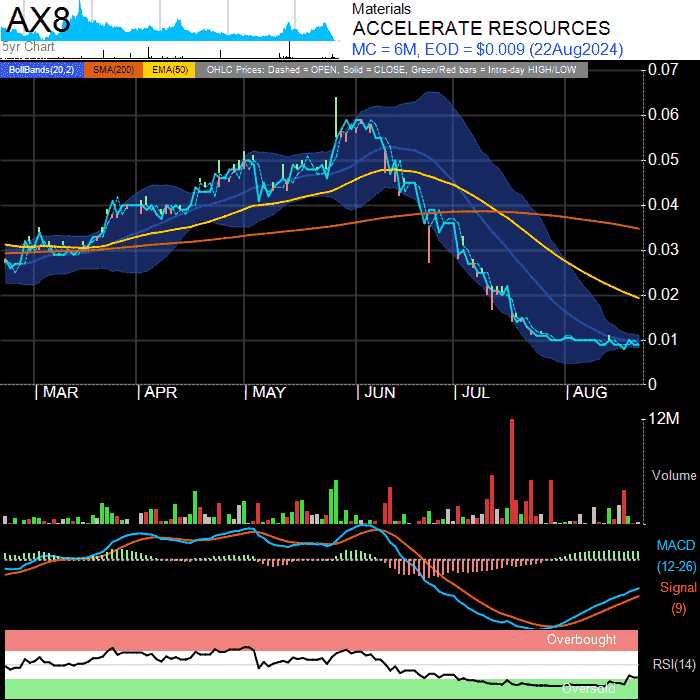 AX8
5yr Chart
Materials
ACCELERATE RESOURCES
MC = 6M, EOD = $0.009 (22Aug2024)
BollBands(20,2) SMA(200) EMA(50) OHLC Prices: Dashed = OPEN, Solid = CLOSE, Green/Red bars = Intra-day HIGH/LOW
0.07
0.06
0.05
0.04
0.03
0.02
0.01
0
MAR APR MAY JUN JUL AUG
12M
Volume
MACD
(12-26)
Signal
(9)
Overbought
RSI(14)
Oversold